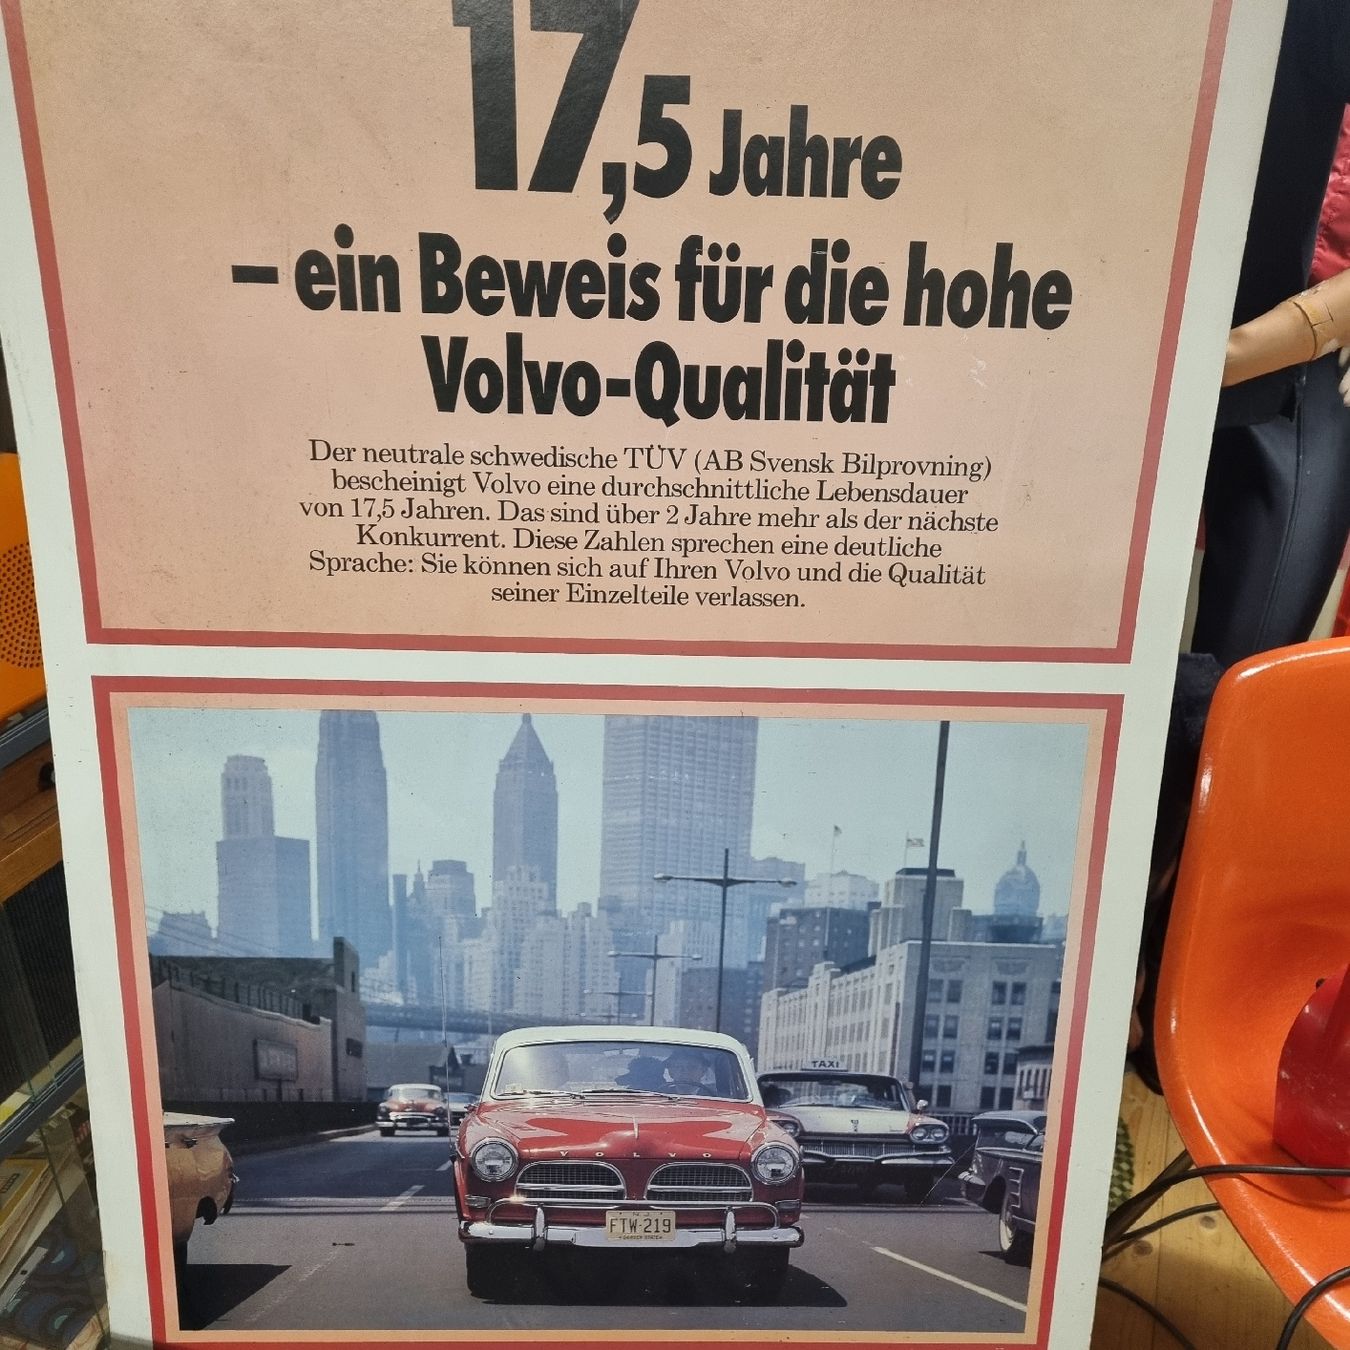 17,5 Jahre
– ein Beweis für die hohe
Volvo-Qualität
Der neutrale schwedische TÜV (AB Svensk Bilprovning)
bescheinigt Volvo eine durchschnittliche Lebensdauer
von 17,5 Jahren. Das sind über 2 Jahre mehr als der nächste
Konkurrent. Diese Zahlen sprechen eine deutliche
Sprache: Sie können sich auf Ihren Volvo und die Qualität
seiner Einzelteile verlassen.
TAXI
VOLVO
N.J.
FTW-219
GARDEN STATE